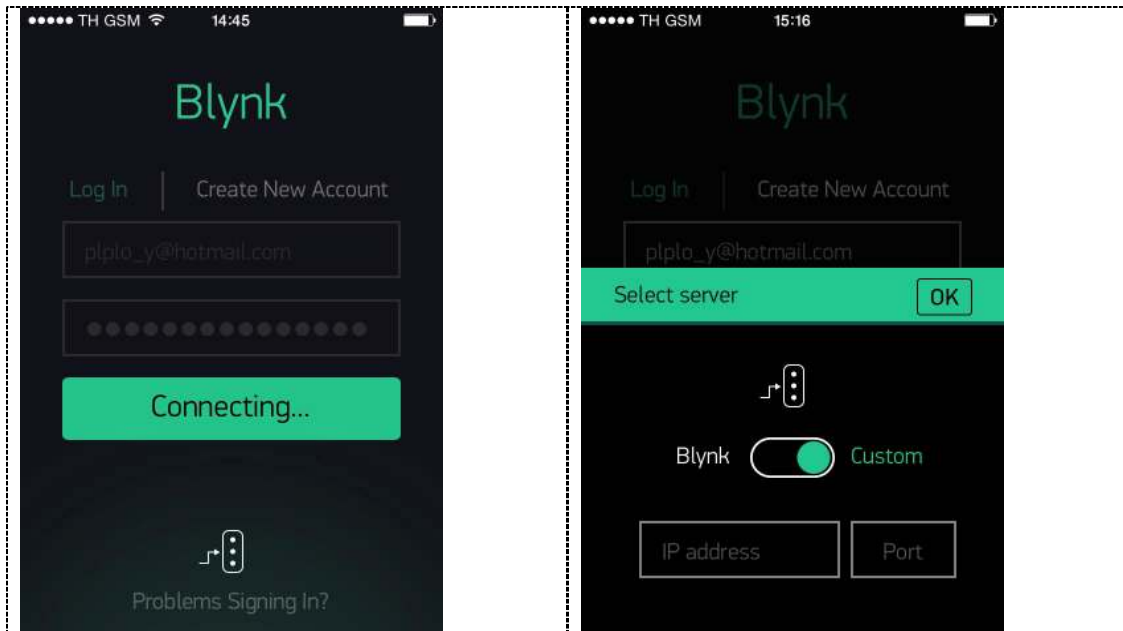 TH GSM 14:45
Blynk
Log In Create New Account
plplo_y@hotmail.com
Connecting...
Problems Signing In?
TH GSM 15:16
Blynk
Log In Create New Account
plplo_y@hotmail.com
Select server OK
Blynk Custom
IP address Port